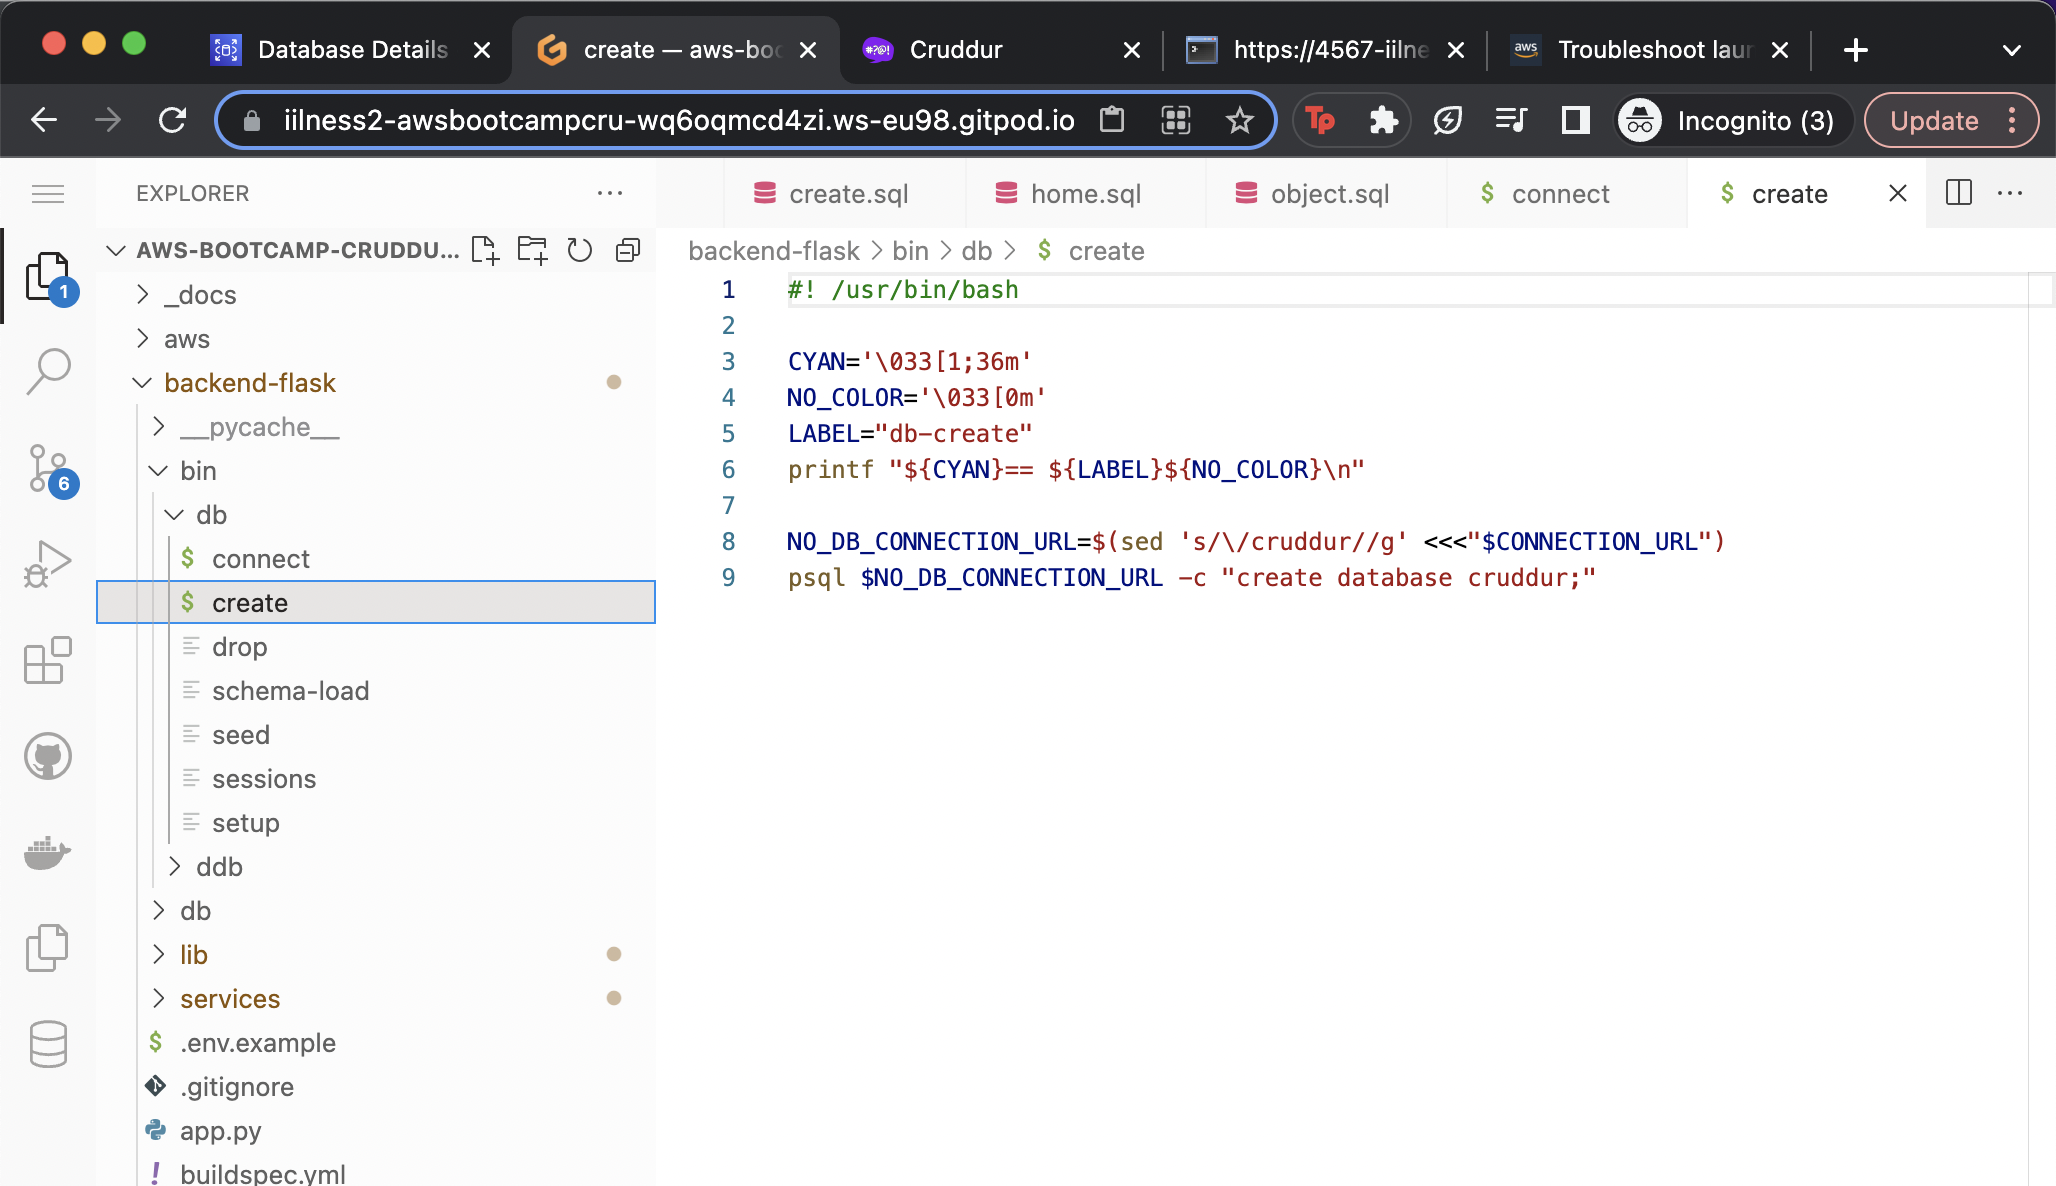 Database Details
create — aws-boo
#?@!
Cruddur
https://4567-iilne
aws
Troubleshoot laun
iilness2-awsbootcampcru-wq6oqmcd4zi.ws-eu98.gitpod.io
Tp
Incognito (3)
Update
EXPLORER
create.sql
home.sql
object.sql
$ connect
$ create
1
AWS-BOOTCAMP-CRUDDU...
backend-flask > bin > db > $ create
_docs
aws
backend-flask
__pycache__
6
bin
db
$ connect
$ create
drop
schema-load
seed
sessions
setup
ddb
db
lib
services
$ .env.example
.gitignore
app.py
! buildspec.yml
1 #! /usr/bin/bash
2
3 CYAN='\033[1;36m'
4 NO_COLOR='\033[0m'
5 LABEL="db-create"
6 printf "${CYAN}== ${LABEL}${NO_COLOR}\n"
7
8 NO_DB_CONNECTION_URL=$(sed 's/\/cruddur//g' <<<"$CONNECTION_URL")
9 psql $NO_DB_CONNECTION_URL -c "create database cruddur;"